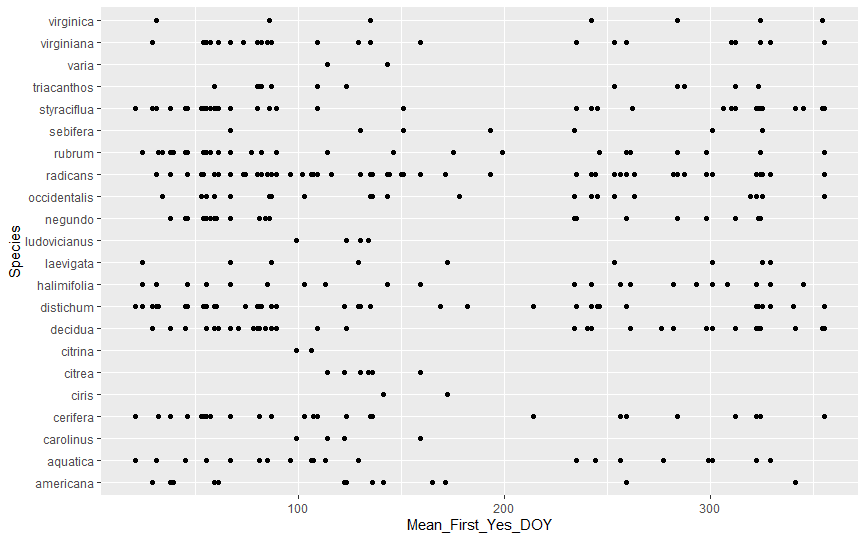 virginica
virginiana
varia
triacanthos
styraciflua
sebifera
rubrum
radicans
occidentalis
negundo
ludovicianus
laevigata
halimifolia
distichum
decidua
citrina
citrea
ciris
cerifera
carolinus
aquatica
americana
Species
100 200 300
Mean_First_Yes_DOY